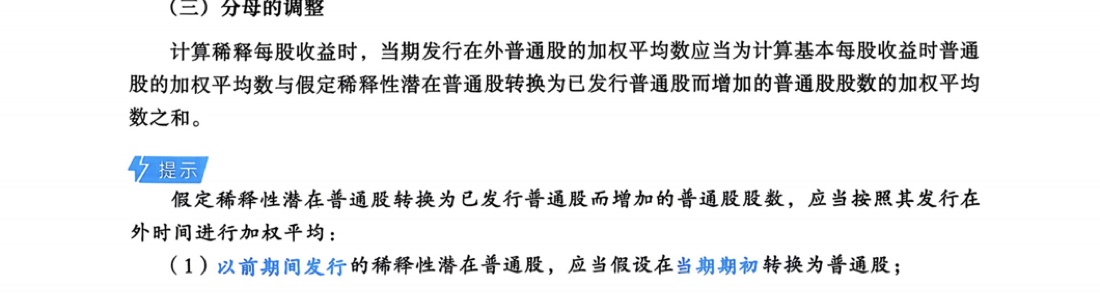 （三）分母的调整
计算稀释每股收益时，当期发行在外普通股的加权平均数应当为计算基本每股收益时普通
股的加权平均数与假定稀释性潜在普通股转换为已发行普通股而增加的普通股股数的加权平均
数之和。
提示
假定稀释性潜在普通股转换为已发行普通股而增加的普通股股数，应当按照其发行在
外时间进行加权平均：
（1）以前期间发行的稀释性潜在普通股，应当假设在当期期初转换为普通股；